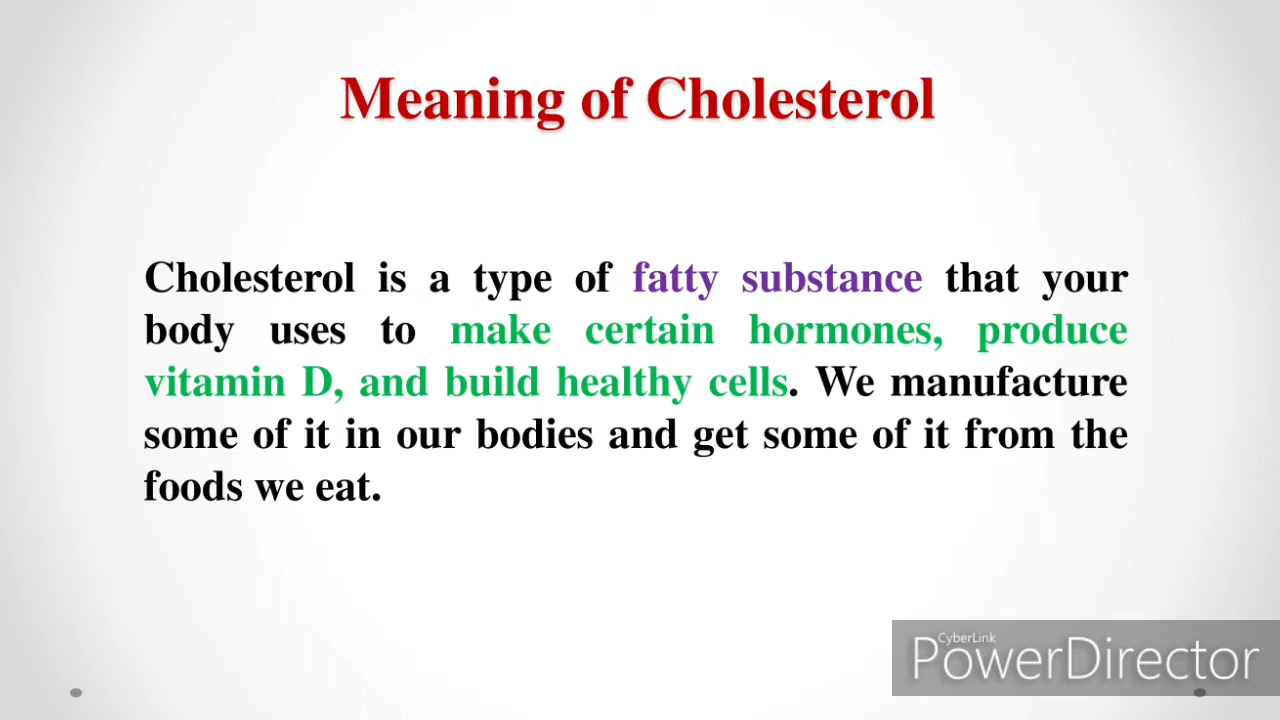 Meaning of Cholesterol
Cholesterol is a type of fatty substance that your
body uses to make certain hormones, produce
vitamin D, and build healthy cells. We manufacture
some of it in our bodies and get some of it from the
foods we eat.
CyberLink
PowerDirector